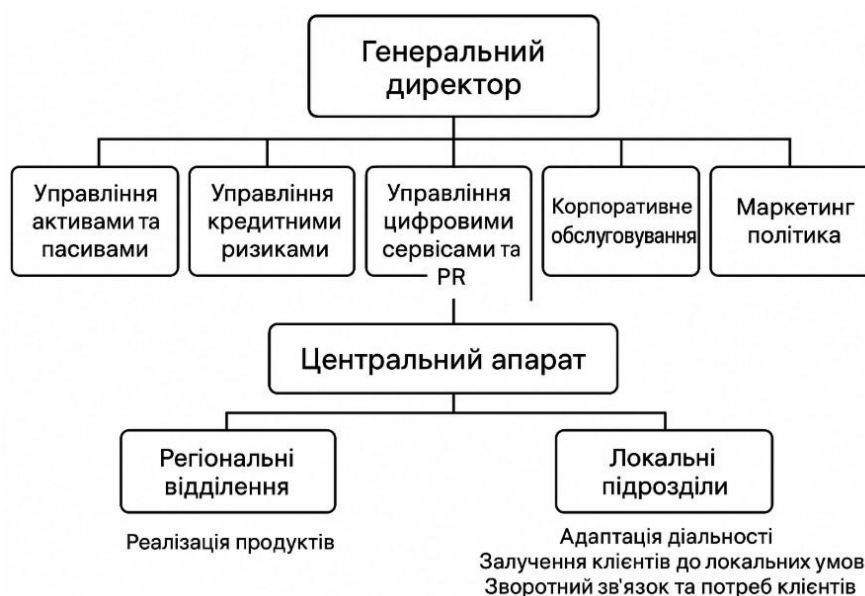 Генеральний
директор
Управління
активами та
пасивами
Управління
кредитними
ризиками
Управління
цифровими
сервісами та
PR
Корпоративне
обслуговування
Маркетинг
політика
Центральний апарат
Регіональні
відділення
Локальні
підрозділи
Реалізація продуктів
Адаптація діальності
Залучення клієнтів до локальних умов
Зворотний зв'язок та потреб клієнтів